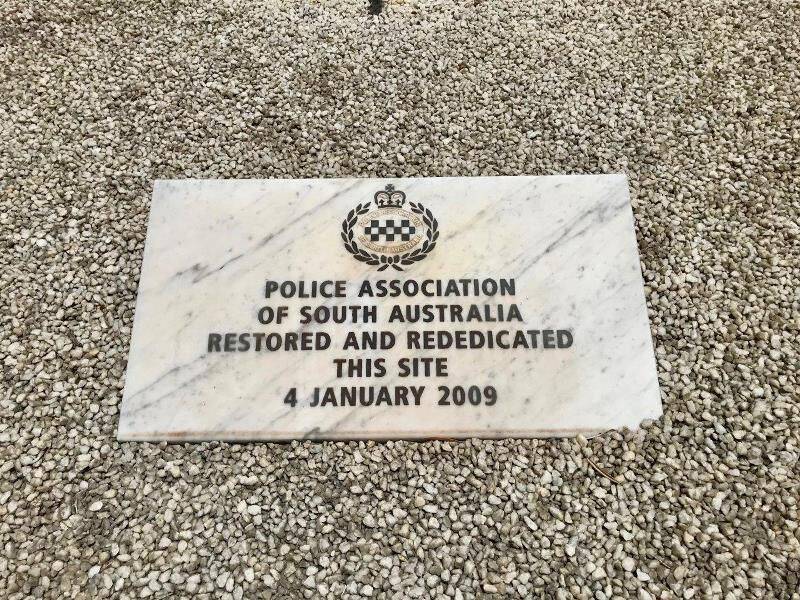 POLICE ASSOCIATION
OF SOUTH AUSTRALIA
RESTORED AND REDEDICATED
THIS SITE
4 JANUARY 2009